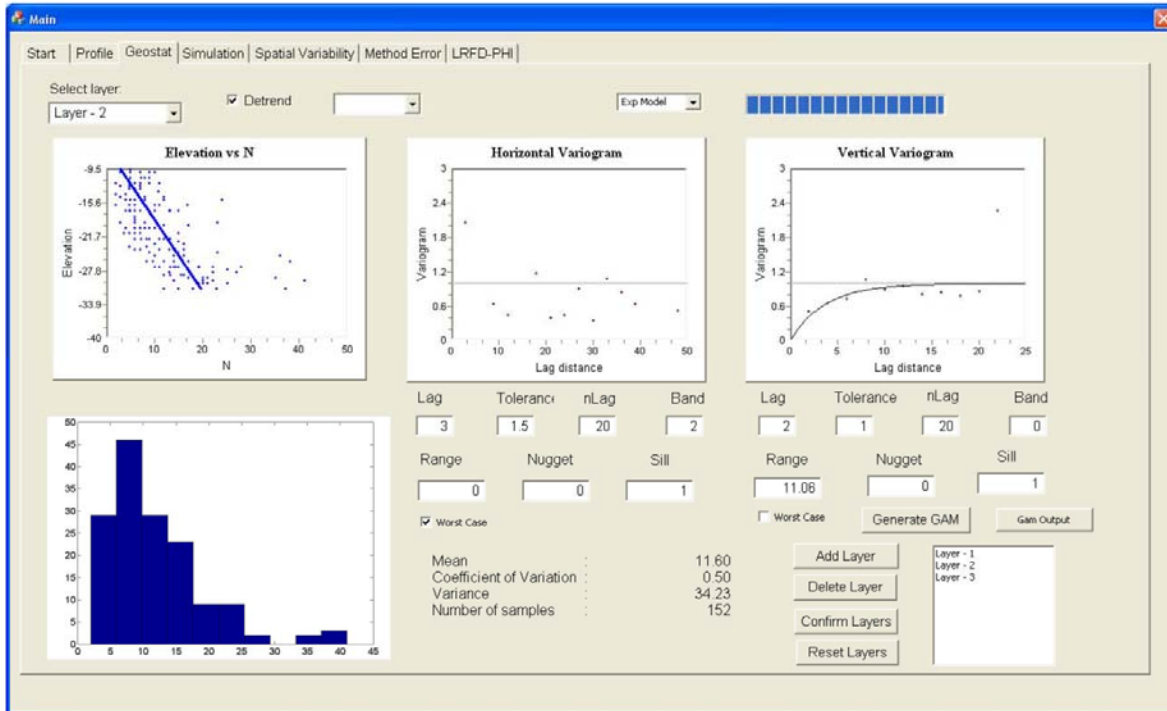 Main
Start Profile Geostat Simulation Spatial Variability Method Error LRFD-PHI
Select layer:
Layer - 2
Detrend
Exp Model
Elevation vs N
-9.5
-15.6
-21.7
-27.8
-33.9
-40
Elevation
0 10 20 30 40 50
N
Horizontal Variogram
3
2.4
1.8
1.2
0.6
0
Variogram
0 10 20 30 40 50
Lag distance
Vertical Variogram
3
2.4
1.8
1.2
0.6
0
Variogram
0 5 10 15 20 25
Lag distance
Lag Tolerance nLag Band
3 1.5 20 2
Range Nugget Sill
0 0 1
Worst Case
Lag Tolerance nLag Band
2 1 20 0
Range Nugget Sill
11.06 0 1
Worst Case
Generate GAM
Gam Output
50
45
40
35
30
25
20
15
10
5
0
0 5 10 15 20 25 30 35 40 45
Mean : 11.60
Coefficient of Variation : 0.50
Variance : 34.23
Number of samples : 152
Add Layer
Delete Layer
Confirm Layers
Reset Layers
Layer - 1
Layer - 2
Layer - 3